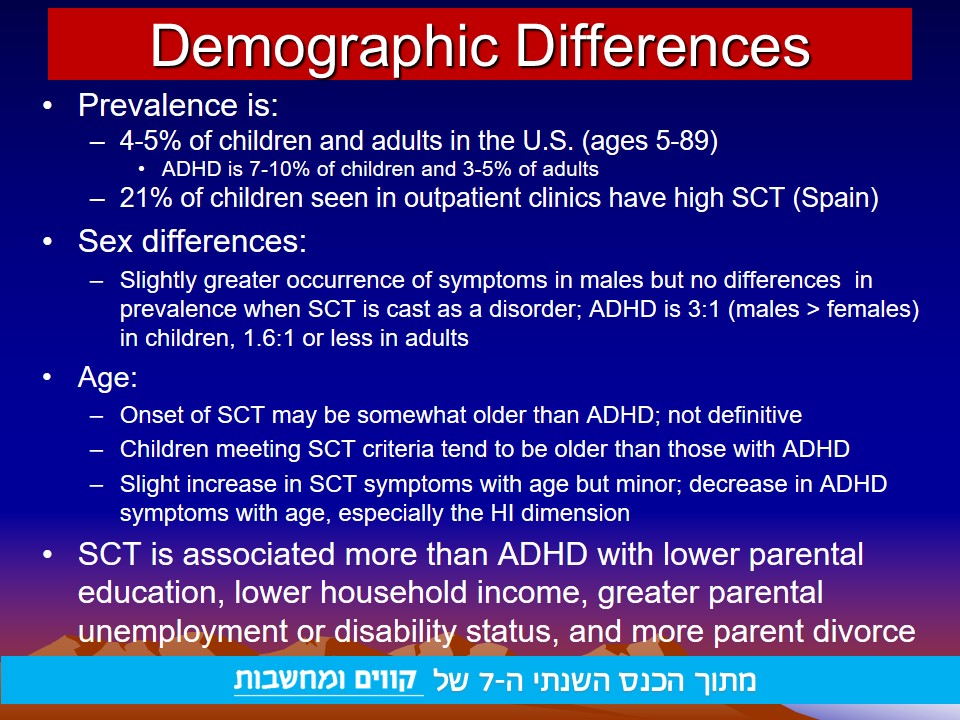 Demographic Differences
• Prevalence is:
– 4-5% of children and adults in the U.S. (ages 5-89)
• ADHD is 7-10% of children and 3-5% of adults
– 21% of children seen in outpatient clinics have high SCT (Spain)
• Sex differences:
– Slightly greater occurrence of symptoms in males but no differences  in
prevalence when SCT is cast as a disorder; ADHD is 3:1 (males > females)
in children, 1.6:1 or less in adults
• Age:
– Onset of SCT may be somewhat older than ADHD; not definitive
– Children meeting SCT criteria tend to be older than those with ADHD
– Slight increase in SCT symptoms with age but minor; decrease in ADHD
symptoms with age, especially the HI dimension
• SCT is associated more than ADHD with lower parental
education, lower household income, greater parental
unemployment or disability status, and more parent divorce
מתוך הכנס השנתי ה-7 של קווים ומחשבות